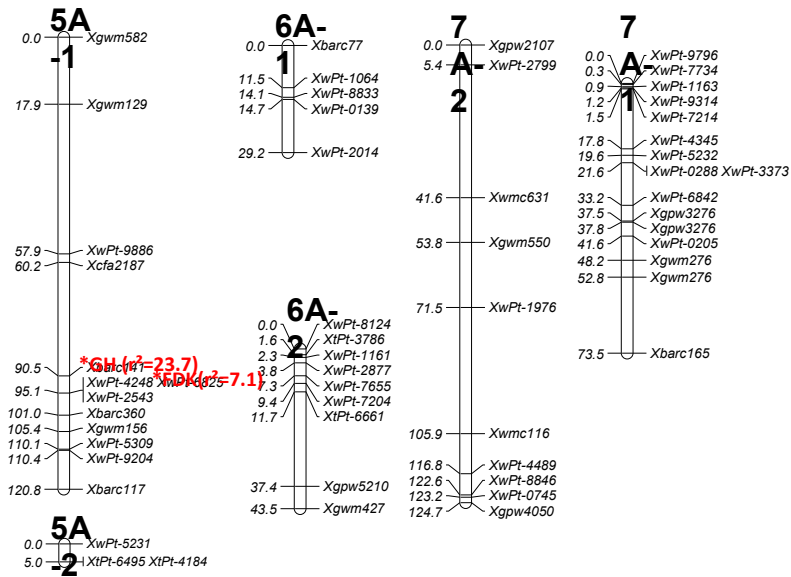 5A
-1
0.0 Xgwm582
17.9 Xgwm129
57.9 XwPt-9886
60.2 Xcfa2187
90.5 Xbarc141
*GH (r²=23.7)
XwPt-4248 XwPt-6825
*FDK(r²=7.1)
95.1 XwPt-2543
101.0 Xbarc360
105.4 Xgwm156
110.1 XwPt-5309
110.4 XwPt-9204
120.8 Xbarc117
5A
-2
0.0 XwPt-5231
5.0 XtPt-6495 XtPt-4184
6A-
1
0.0 Xbarc77
11.5 XwPt-1064
14.1 XwPt-8833
14.7 XwPt-0139
29.2 XwPt-2014
6A-
2
0.0 XwPt-8124
1.6 XtPt-3786
2.3 XwPt-1161
3.8 XwPt-2877
7.3 XwPt-7655
9.4 XwPt-7204
11.7 XtPt-6661
37.4 Xgpw5210
43.5 Xgwm427
7
A-
2
0.0 Xgpw2107
5.4 XwPt-2799
41.6 Xwmc631
53.8 Xgwm550
71.5 XwPt-1976
105.9 Xwmc116
116.8 XwPt-4489
122.6 XwPt-8846
123.2 XwPt-0745
124.7 Xgpw4050
7
A-
1
0.0 XwPt-9796
0.3 XwPt-7734
0.9 XwPt-1163
1.2 XwPt-9314
1.5 XwPt-7214
17.8 XwPt-4345
19.6 XwPt-5232
21.6 XwPt-0288 XwPt-3373
33.2 XwPt-6842
37.5 Xgpw3276
37.8 Xgpw3276
41.6 XwPt-0205
48.2 Xgwm276
52.8 Xgwm276
73.5 Xbarc165